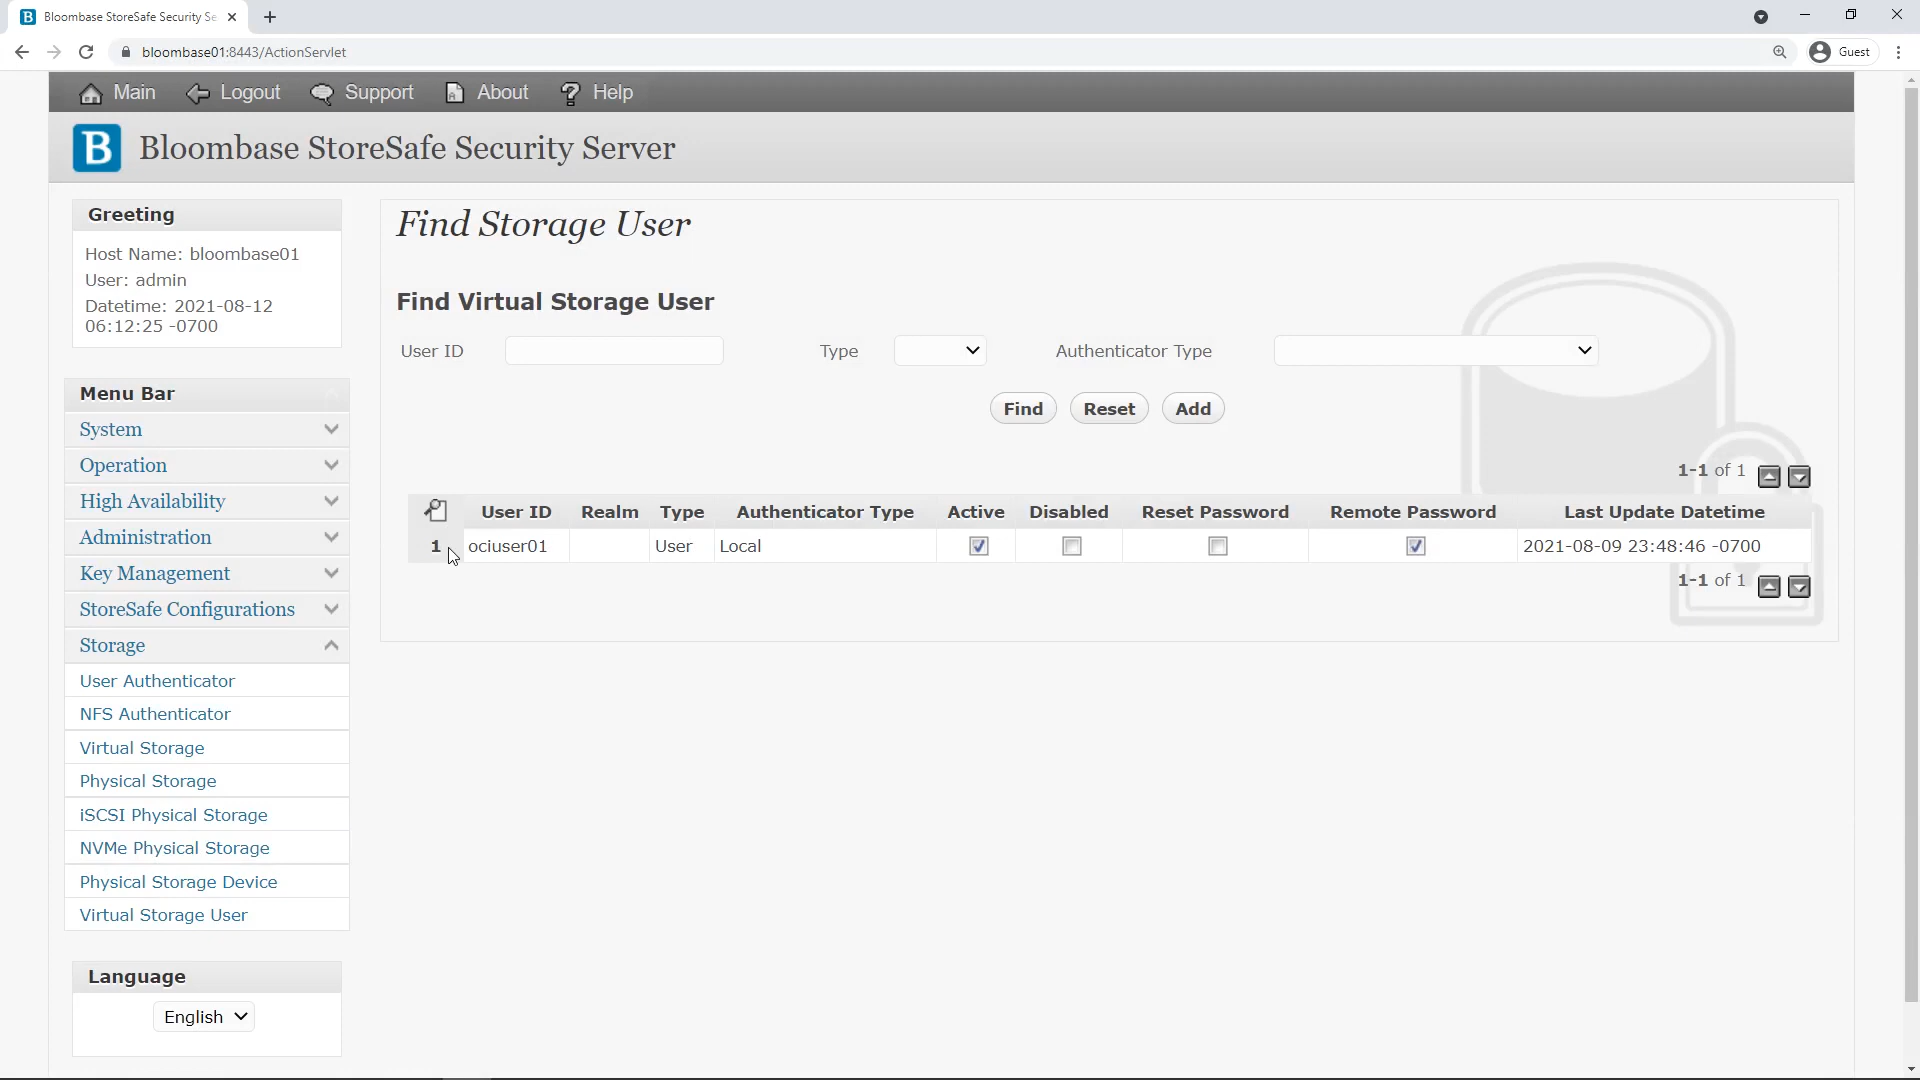 Bloombase StoreSafe Security Se
bloombase01:8443/ActionServlet
Guest
Main
Logout
Support
About
Help
B
Bloombase StoreSafe Security Server
Greeting
Host Name: bloombase01
User: admin
Datetime: 2021-08-12
06:12:25 -0700
Menu Bar
System
Operation
High Availability
Administration
Key Management
StoreSafe Configurations
Storage
User Authenticator
NFS Authenticator
Virtual Storage
Physical Storage
iSCSI Physical Storage
NVMe Physical Storage
Physical Storage Device
Virtual Storage User
Language
English
Find Storage User
Find Virtual Storage User
User ID Type Authenticator Type
Find Reset Add
1-1 of 1
User ID Realm Type Authenticator Type Active Disabled Reset Password Remote Password Last Update Datetime
1 ociuser01 User Local 2021-08-09 23:48:46 -0700
1-1 of 1